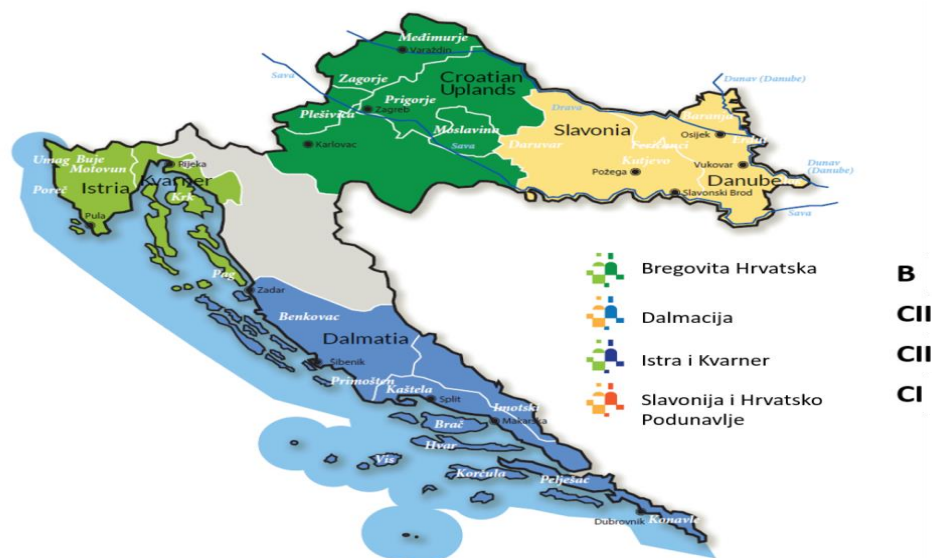 Međimurje
Varaždin
Sava
Zagorje
Croatian
Uplands
Dunav (Danube)
Prigorje
Zagreb
Plešivica
Drava
Baranja
Moslavina
Slavonia
Osijek
Erdut
Karlovac
Sava
Daruvar
Feričanci
Umag Buje
Motovun
Rijeka
Kutjevo
Vukovar
Dunav
(Danube)
Poreč
Istria
Kvarner
Požega
Danube
Krk
Slavonski Brod
Pula
Sava
Bregovita Hrvatska B
Pag
Zadar
Benkovac
Dalmacija CII
Dalmatia
Istra i Kvarner CII
Šibenik
Primošten
Kaštela
Slavonija i Hrvatsko CI
Podunavlje
Split
Imotski
Makarska
Brač
Hvar
Vis
Korčula
Pelješac
Dubrovnik
Konavle